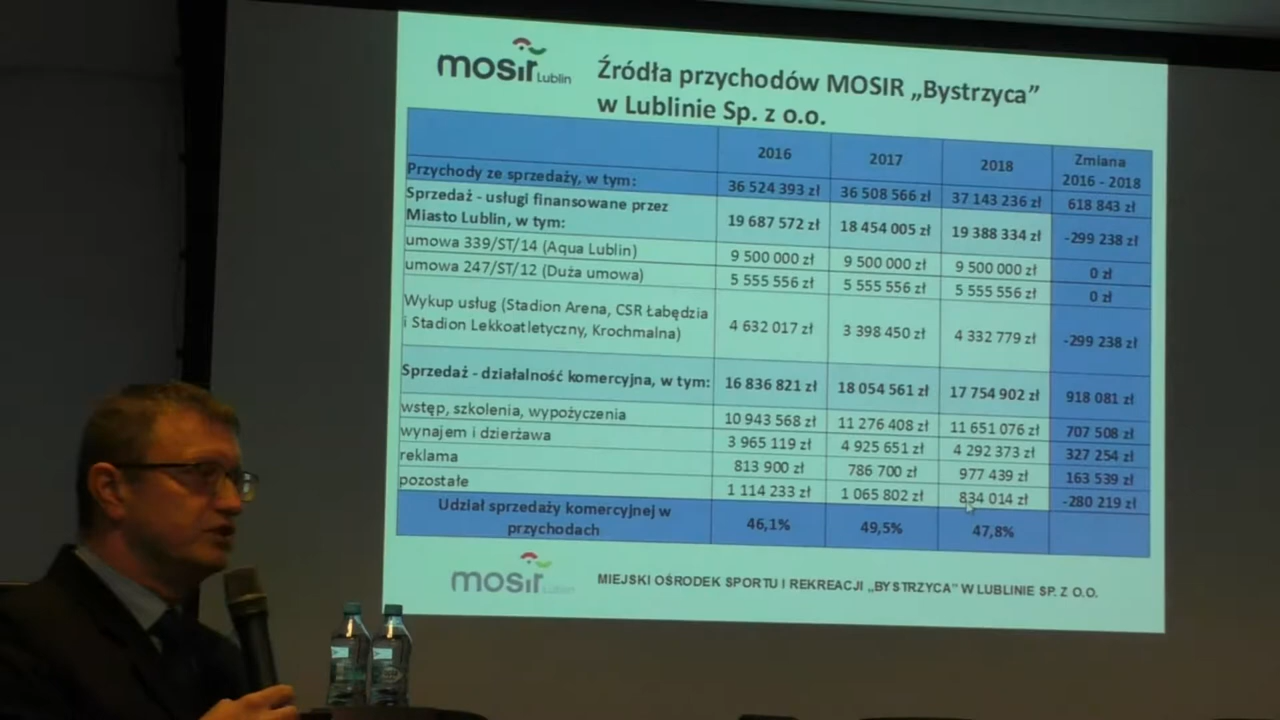 mosir Lublin
Źródła przychodów MOSIR „Bystrzyca”
w Lublinie Sp. z o.o.
2016 2017 2018 Zmiana 2016 - 2018
Przychody ze sprzedaży, w tym: 36 524 393 zł 36 508 566 zł 37 143 236 zł 618 843 zł
Sprzedaż - usługi finansowane przez
Miasto Lublin, w tym: 19 687 572 zł 18 454 005 zł 19 388 334 zł -299 238 zł
umowa 339/ST/14 (Aqua Lublin) 9 500 000 zł 9 500 000 zł 9 500 000 zł 0 zł
umowa 247/ST/12 (Duża umowa) 5 555 556 zł 5 555 556 zł 5 555 556 zł 0 zł
Wykup usług (Stadion Arena, CSR Łabędzia
i Stadion Lekkoatletyczny, Krochmalna) 4 632 017 zł 3 398 450 zł 4 332 779 zł -299 238 zł
Sprzedaż - działalność komercyjna, w tym: 16 836 821 zł 18 054 561 zł 17 754 902 zł 918 081 zł
wstęp, szkolenia, wypożyczenia 10 943 568 zł 11 276 408 zł 11 651 076 zł 707 508 zł
wynajem i dzierżawa 3 965 119 zł 4 925 651 zł 4 292 373 zł 327 254 zł
reklama 813 900 zł 786 700 zł 977 439 zł 163 539 zł
pozostałe 1 114 233 zł 1 065 802 zł 834 014 zł -280 219 zł
Udział sprzedaży komercyjnej w
przychodach 46,1% 49,5% 47,8%
mosir Lublin
MIEJSKI OŚRODEK SPORTU I REKREACJI „BYSTRZYCA” W LUBLINIE SP. Z O.O.